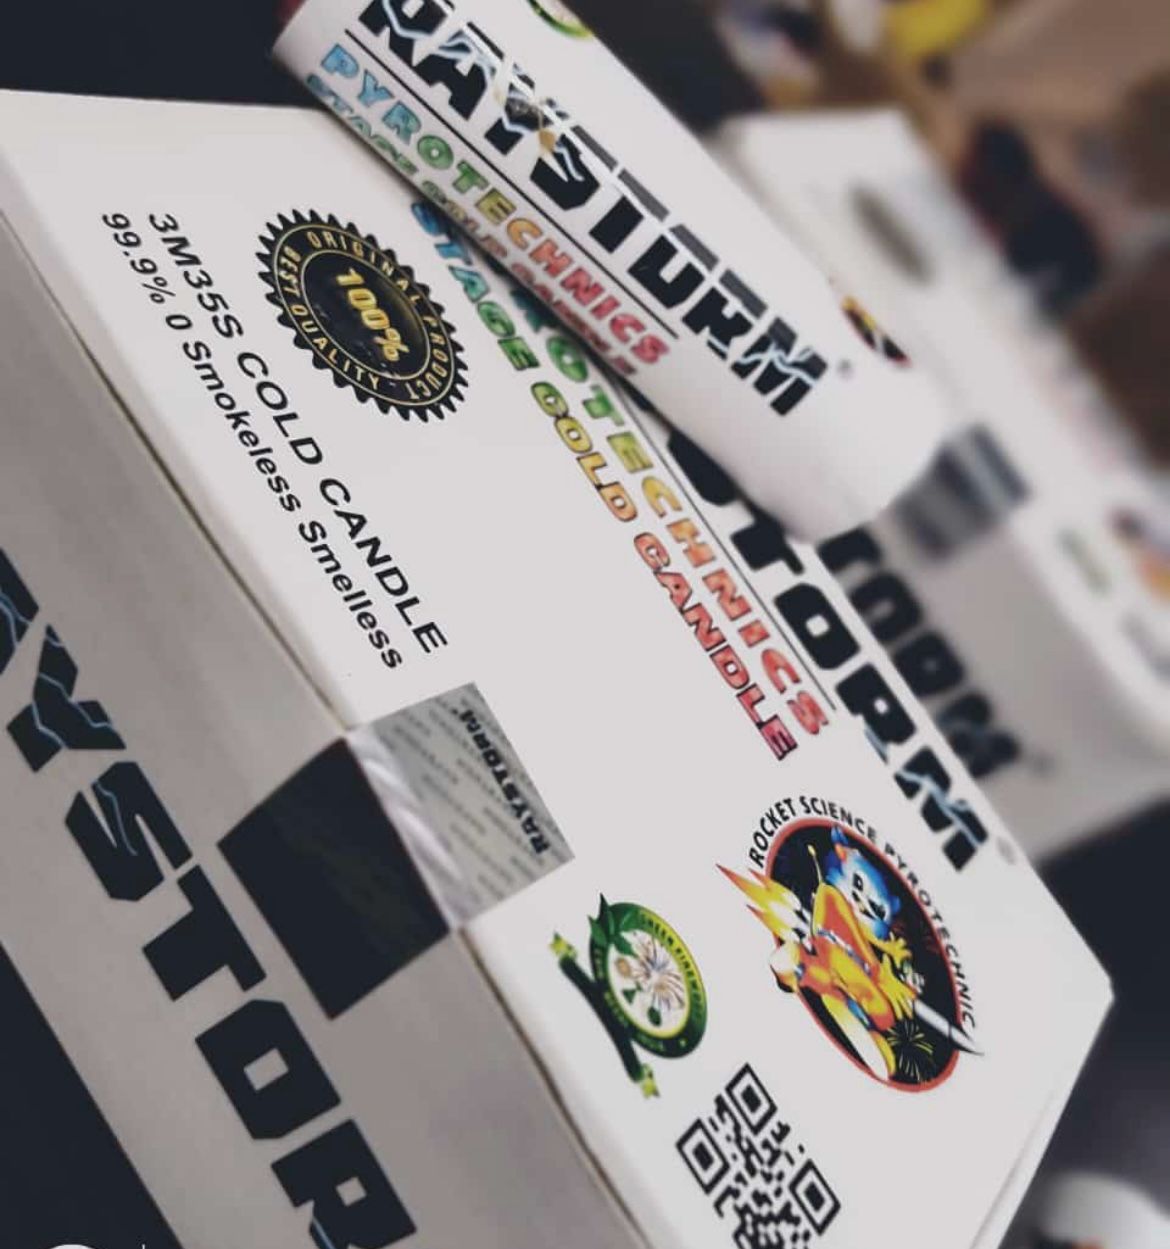 RAYSTORM
PYROTECHNICS
STAGE COLD CANDLE
STORM
PYROTECHNICS
STAGE COLD CANDLE
ORIGINAL PRODUCT
100%
BEST QUALITY
3M35S COLD CANDLE
99.9% 0 Smokeless Smelless
RAYSTORM
ROCKET SCIENCE PYROTECHNIC
AYSTOR